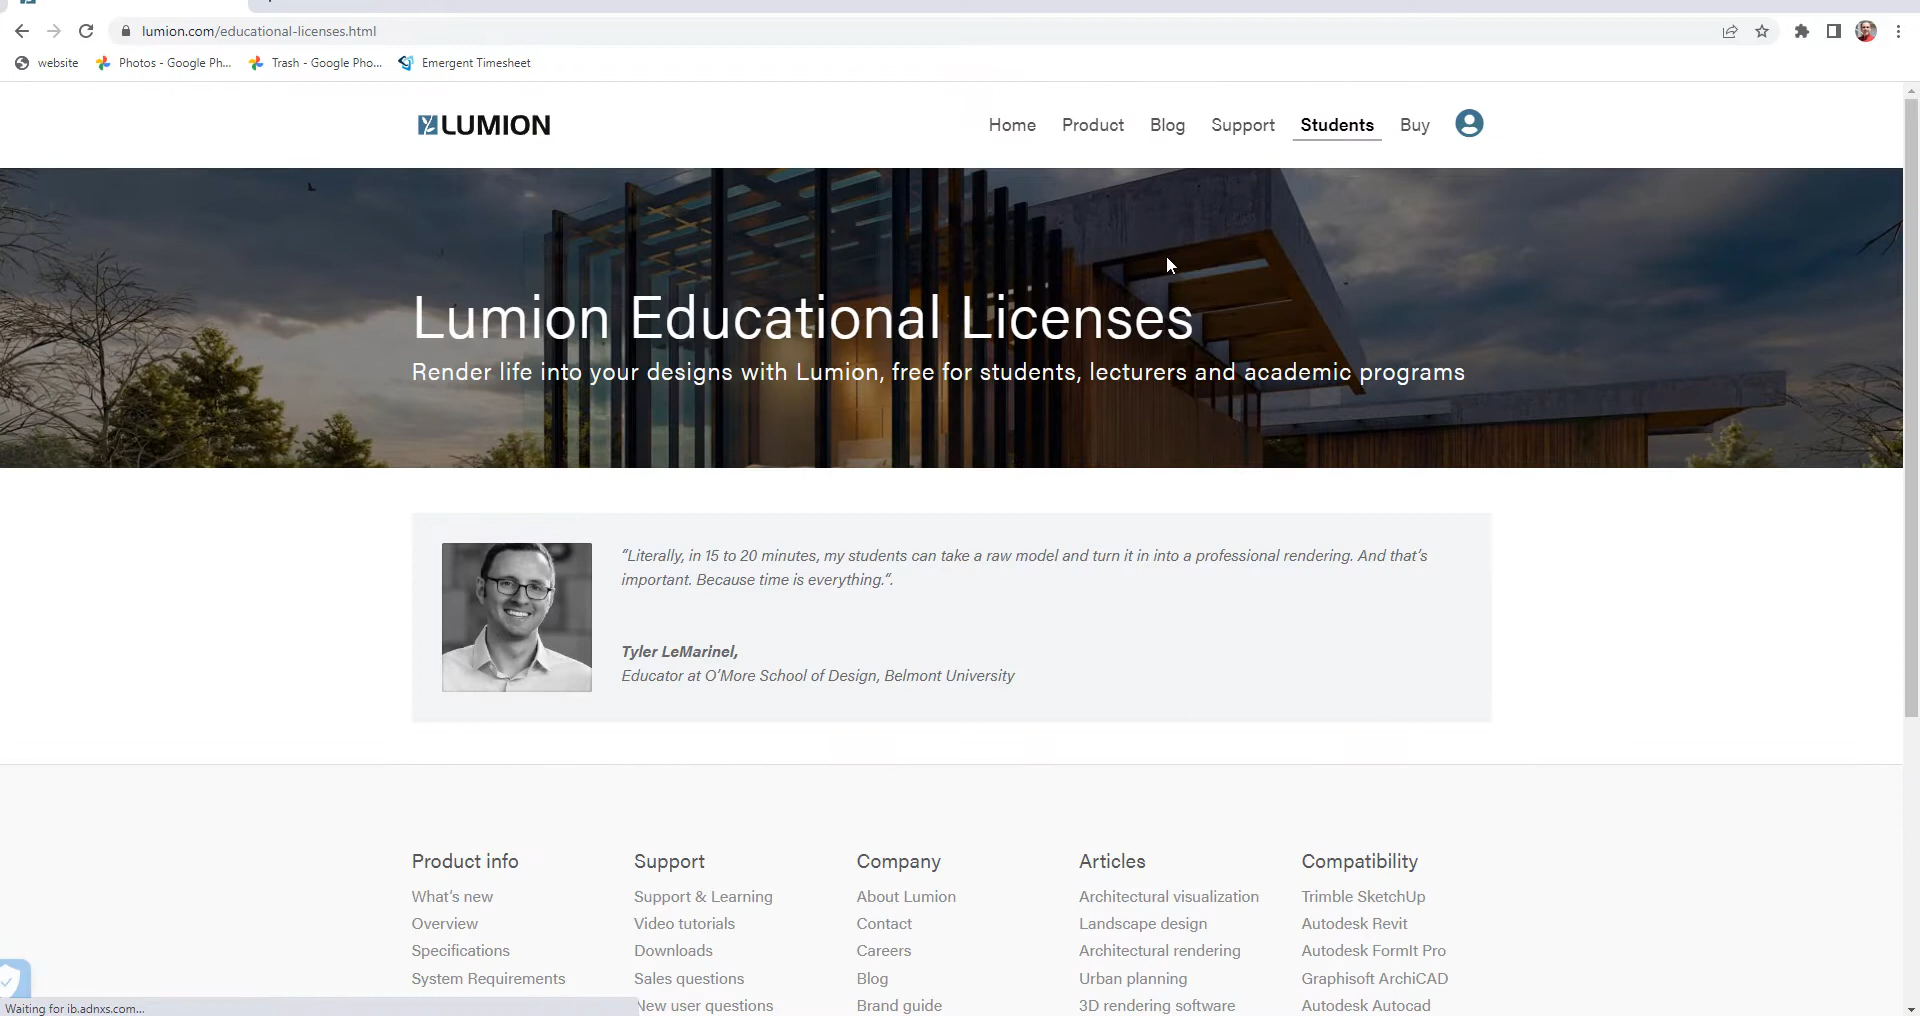 lumion.com/educational-licenses.html
website
Photos - Google Ph...
Trash - Google Pho...
Emergent Timesheet
LUMION
Home
Product
Blog
Support
Students
Buy
Lumion Educational Licenses
Render life into your designs with Lumion, free for students, lecturers and academic programs
“Literally, in 15 to 20 minutes, my students can take a raw model and turn it in into a professional rendering. And that’s
important. Because time is everything.“.
Tyler LeMarinel,
Educator at O’More School of Design, Belmont University
Product info
What’s new
Overview
Specifications
System Requirements
Support
Support & Learning
Video tutorials
Downloads
Sales questions
New user questions
Company
About Lumion
Contact
Careers
Blog
Brand guide
Articles
Architectural visualization
Landscape design
Architectural rendering
Urban planning
3D rendering software
Compatibility
Trimble SketchUp
Autodesk Revit
Autodesk FormIt Pro
Graphisoft ArchiCAD
Autodesk Autocad
Waiting for ib.adnxs.com...